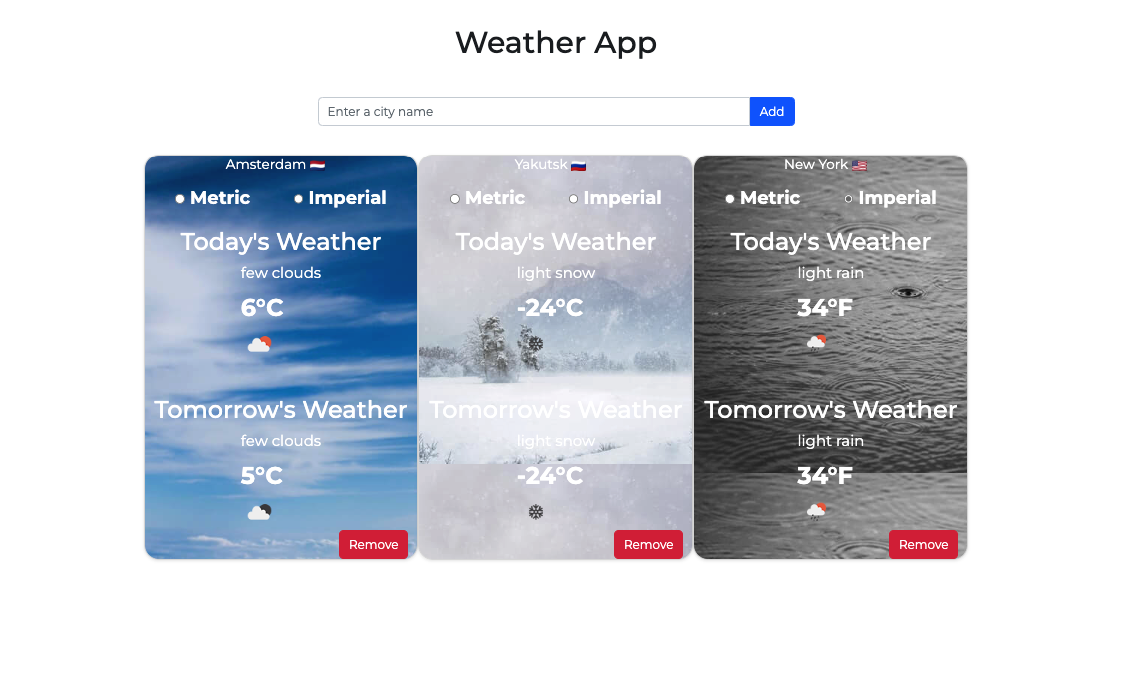 Weather App
Enter a city name
Add
Amsterdam
Metric
Imperial
Today's Weather
few clouds
6°C
Tomorrow's Weather
few clouds
5°C
Remove
Yakutsk
Metric
Imperial
Today's Weather
light snow
-24°C
Tomorrow's Weather
light snow
-24°C
Remove
New York
Metric
Imperial
Today's Weather
light rain
34°F
Tomorrow's Weather
light rain
34°F
Remove